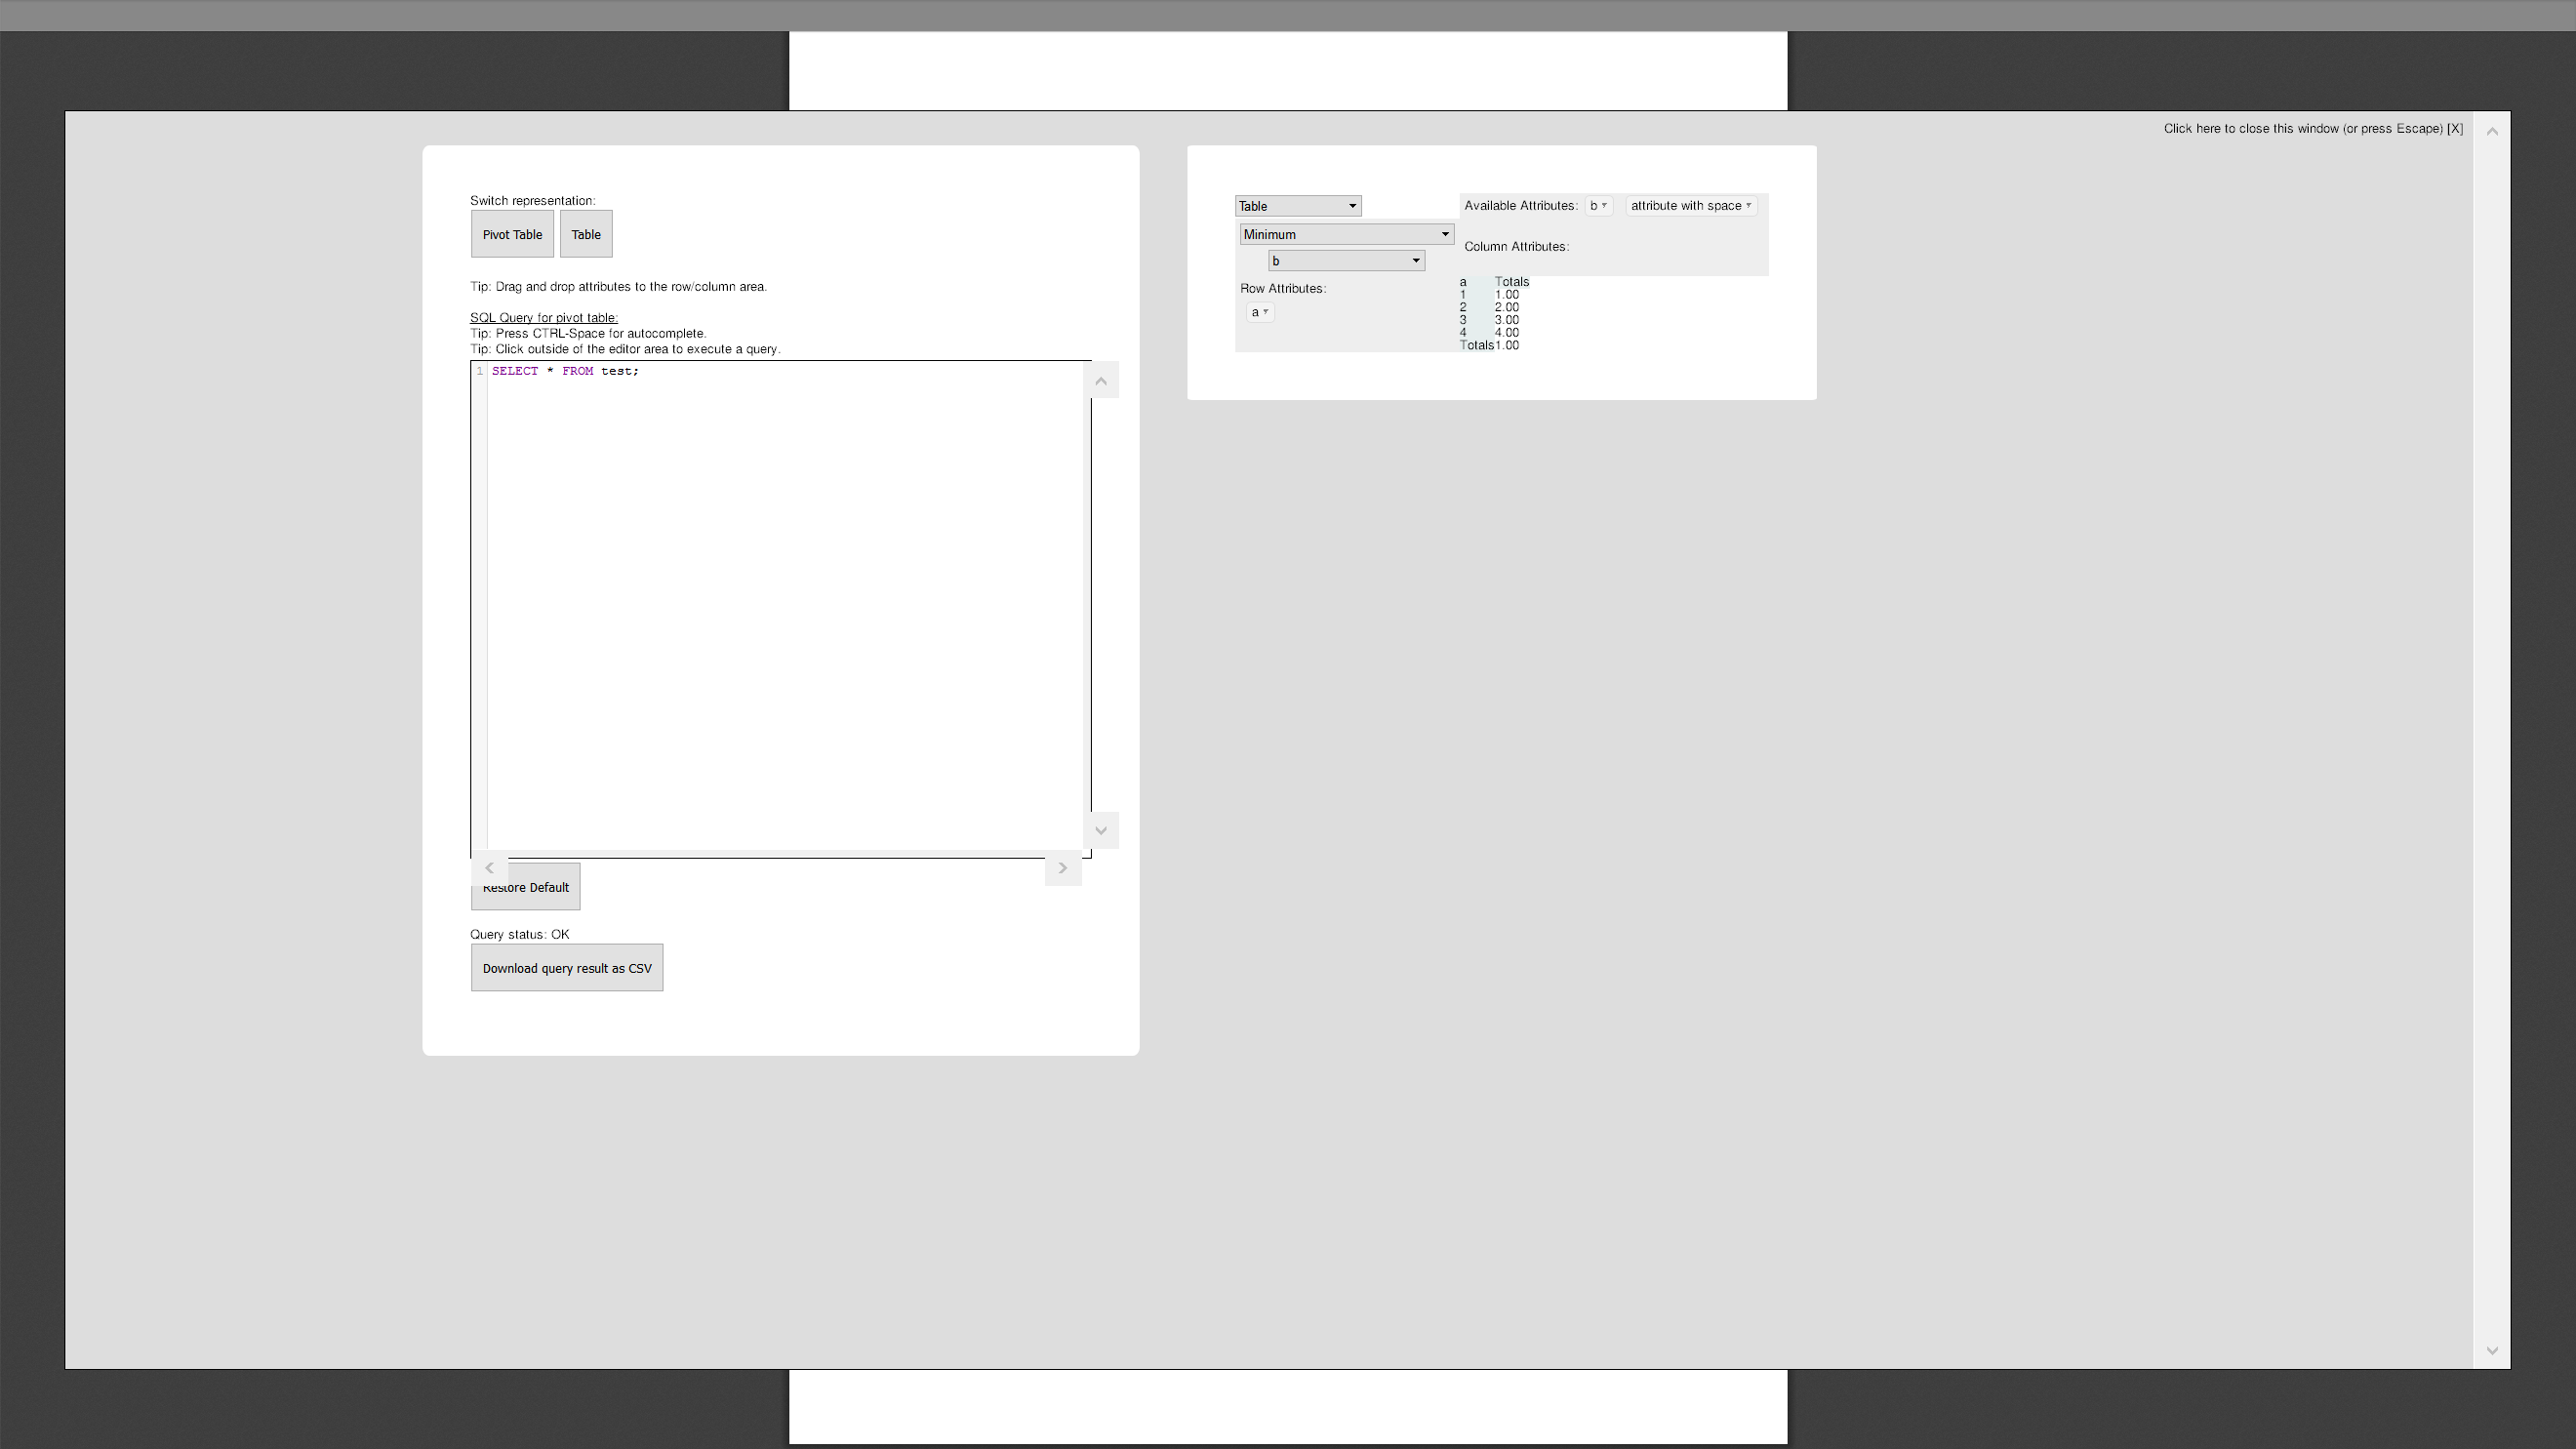 Click here to close this window (or press Escape) [X]
Switch representation:
Pivot Table Table
Tip: Drag and drop attributes to the row/column area.
SQL Query for pivot table:
Tip: Press CTRL-Space for autocomplete.
Tip: Click outside of the editor area to execute a query.
1 SELECT * FROM test;
Restore Default
Query status: OK
Download query result as CSV
Table
Available Attributes: b attribute with space
Minimum
b
Column Attributes:
Row Attributes:
a
a Totals
1 1.00
2 2.00
3 3.00
4 4.00
Totals 1.00